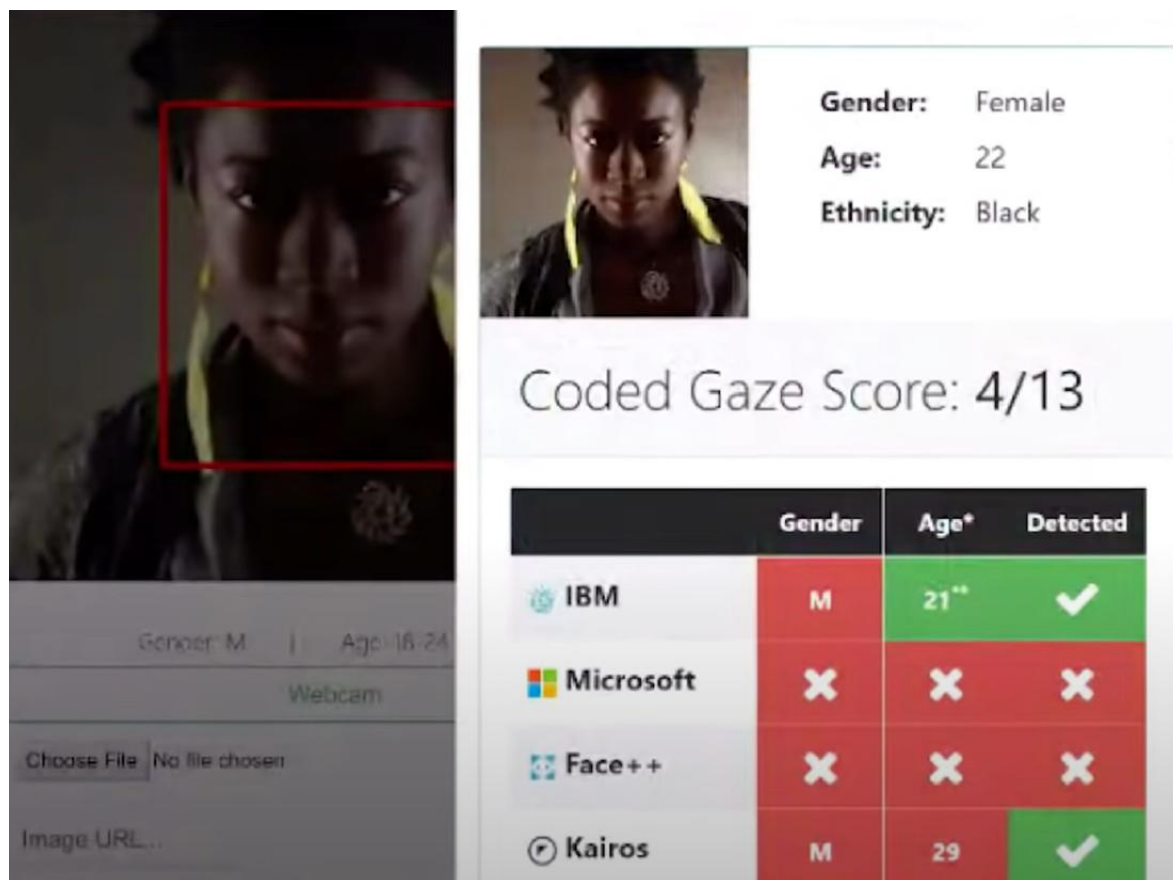 Gender: M | Age: 18-24
Webcam
Choose File No file chosen
Image URL...
Gender: Female
Age: 22
Ethnicity: Black
Coded Gaze Score: 4/13
Gender Age* Detected
IBM M 21**
Microsoft
Face++
Kairos M 29